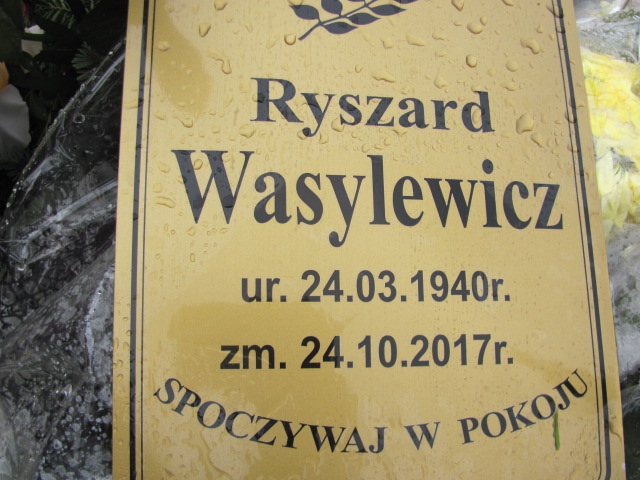 Ryszard
Wasylewicz
ur. 24.03.1940r.
zm. 24.10.2017r.
SPOCZYWAJ W POKOJU